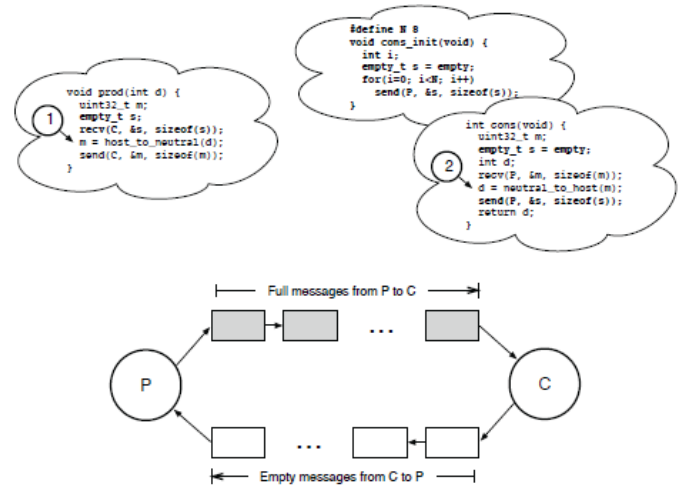 #define N 8
void cons_init(void) {
int i;
empty_t s = empty;
for(i=0; i<N; i++)
send(P, &s, sizeof(s));
}
void prod(int d) {
uint32_t m;
empty_t s;
recv(C, &s, sizeof(s));
m = host_to_neutral(d);
send(C, &m, sizeof(m));
}
1
int cons(void) {
uint32_t m;
empty_t s = empty;
int d;
recv(P, &m, sizeof(m));
d = neutral_to_host(m);
send(P, &s, sizeof(s));
return d;
}
2
Full messages from P to C
...
P
C
...
Empty messages from C to P